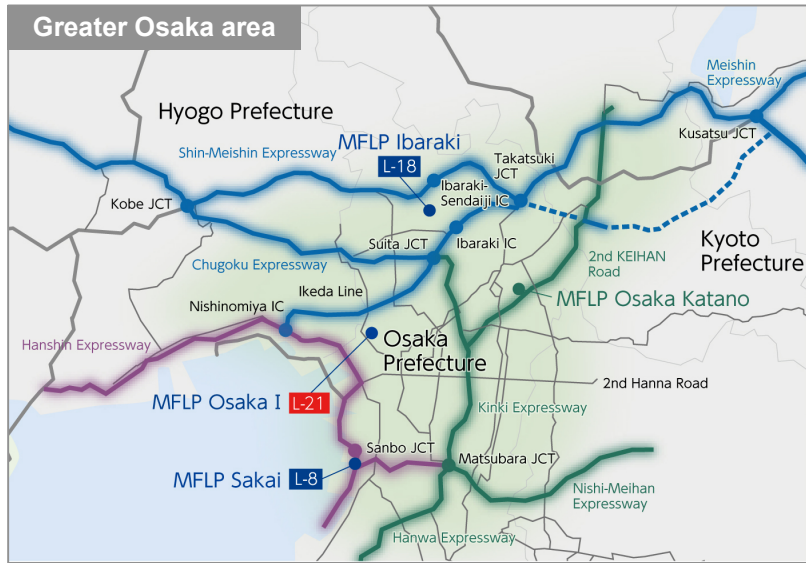 Greater Osaka area
Meishin
Expressway
Hyogo Prefecture
Kusatsu JCT
MFLP Ibaraki
L-18
Shin-Meishin Expressway
Takatsuki
JCT
Ibaraki-
Sendaiji IC
Kobe JCT
Suita JCT
Ibaraki IC
Kyoto
Prefecture
2nd KEIHAN
Road
Chugoku Expressway
Ikeda Line
MFLP Osaka Katano
Nishinomiya IC
Hanshin Expressway
Osaka
Prefecture
2nd Hanna Road
MFLP Osaka I
L-21
Kinki Expressway
Sanbo JCT
Matsubara JCT
MFLP Sakai
L-8
Nishi-Meihan
Expressway
Hanwa Expressway